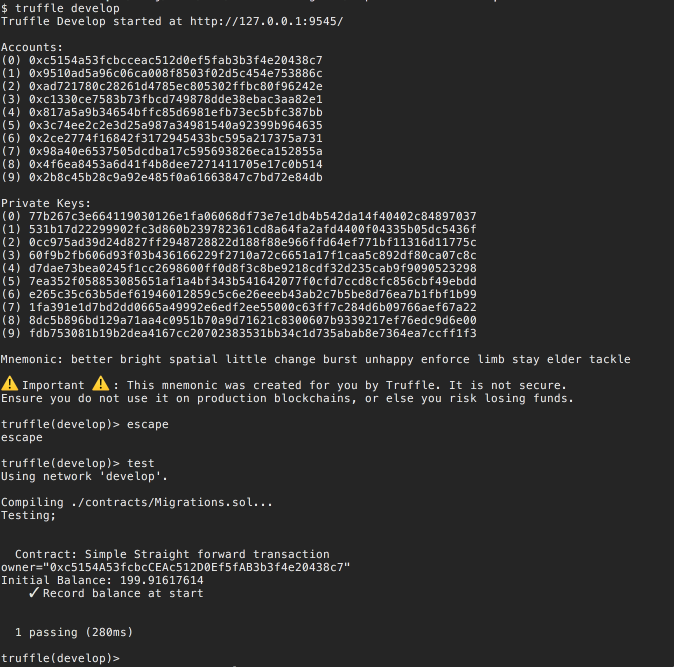 $ truffle develop
Truffle Develop started at http://127.0.0.1:9545/
Accounts:
(0) 0xc5154a53fcbcceac512d0ef5fab3b3f4e20438c7
(1) 0x9510ad5a96c06ca008f8503f02d5c454e753886c
(2) 0xad721780c28261d4785ec805302ffbc80f96242e
(3) 0xc1330ce7583b73fbcd749878dde38ebac3aa82e1
(4) 0x817a5a9b34654bffc85d6981efb73ec5bfc387bb
(5) 0x3c74ee2c2e3d25a987a34981540a92399b964635
(6) 0x2ce2774f16842f3172945433bc595a217375a731
(7) 0x98a40e6537505dcdba17c595693826eca152855a
(8) 0x4f6ea8453a6d41f4b8dee7271411705e17c0b514
(9) 0x2b8c45b28c9a92e485f0a61663847c7bd72e84db
Private Keys:
(0) 77b267c3e664119030126e1fa06068df73e7e1db4b542da14f40402c84897037
(1) 531b17d22299902fc3d860b239782361cd8a64fa2afd4400f04335b05dc5436f
(2) 0cc975ad39d24d827ff2948728822d188f88e966ffd64ef771bf11316d11775c
(3) 60f9b2fb606d93f03b436166229f2710a72c6651a17f1caa5c892df80ca07c8c
(4) d7dae73bea0245f1cc2698600ff0d8f3c8be9218cdf32d235cab9f9090523298
(5) 7ea352f058853085651af1a4bf343b541642077f0cfd7ccd8cfc856cbf49ebdd
(6) e265c35c63b5def61946012859c5c6e26eeeb43ab2c7b5be8d76ea7b1fbf1b99
(7) 1fa391e1d7bd2dd0665a49992e6edf2ee55000c63ff7c284d6b09766aef67a22
(8) 8dc5b896bd129a71aa4c0951b70a9d71621c8300607b9339217ef76edc9d6e00
(9) fdb753081b19b2dea4167cc20702383531bb34c1d735abab8e7364ea7ccff1f3
Mnemonic: better bright spatial little change burst unhappy enforce limb stay elder tackle
⚠️ Important ⚠️ : This mnemonic was created for you by Truffle. It is not secure.
Ensure you do not use it on production blockchains, or else you risk losing funds.
truffle(develop)> escape
escape
truffle(develop)> test
Using network 'develop'.
Compiling ./contracts/Migrations.sol...
Testing;
Contract: Simple Straight forward transaction
owner="0xc5154A53fcbcCEAc512D0Ef5fAB3b3f4e20438c7"
Initial Balance: 199.91617614
✓ Record balance at start
1 passing (280ms)
truffle(develop)>